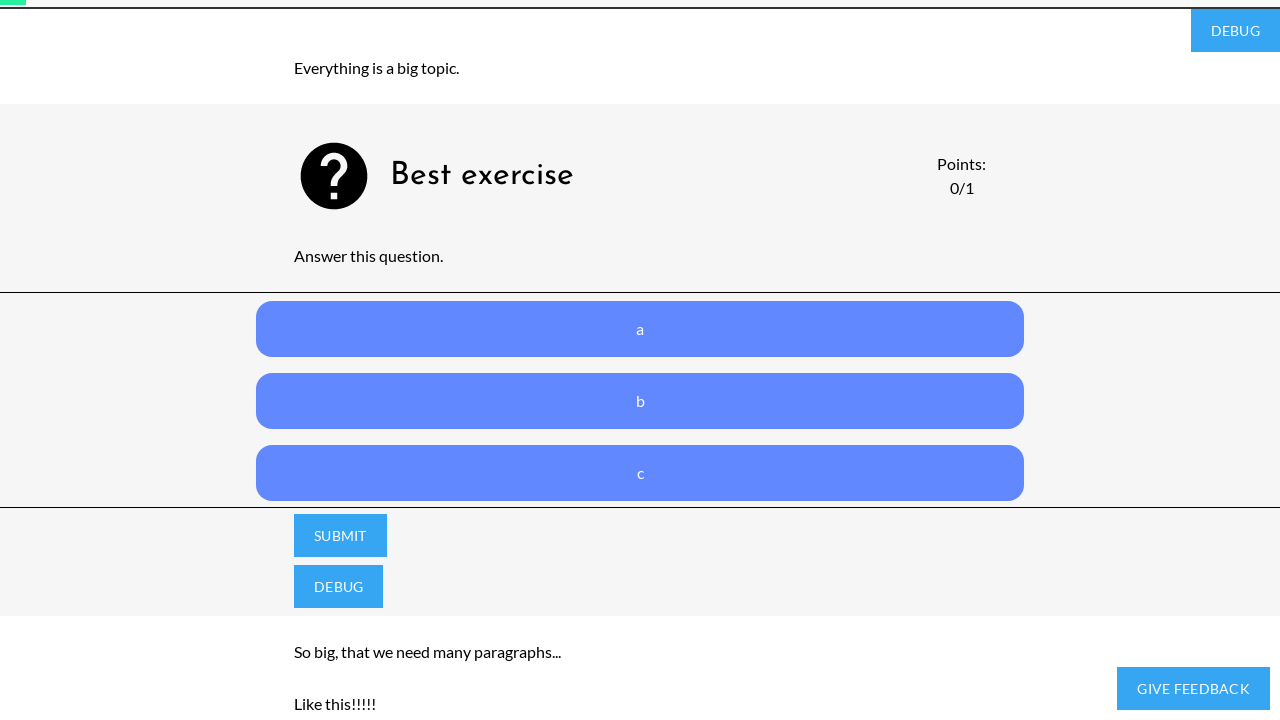 DEBUG
Everything is a big topic.
Best exercise
Points:
0/1
Answer this question.
a
b
c
SUBMIT
DEBUG
So big, that we need many paragraphs...
GIVE FEEDBACK
Like this!!!!!